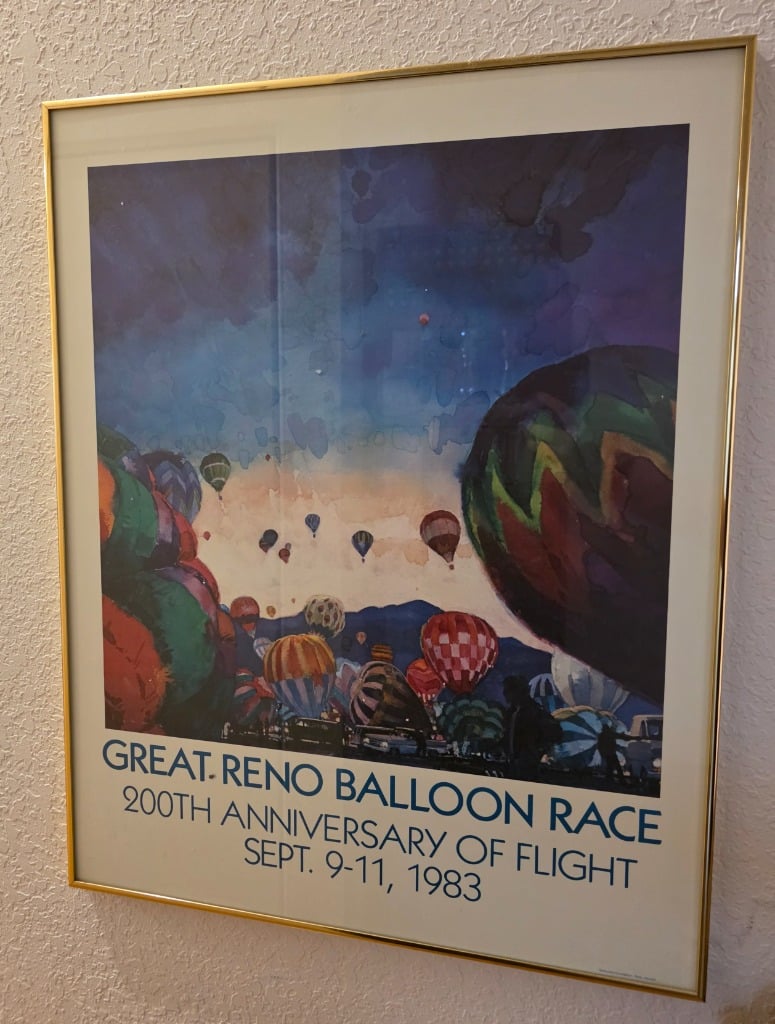 GREAT RENO BALLOON RACE
200TH ANNIVERSARY OF FLIGHT
SEPT. 9-11, 1983